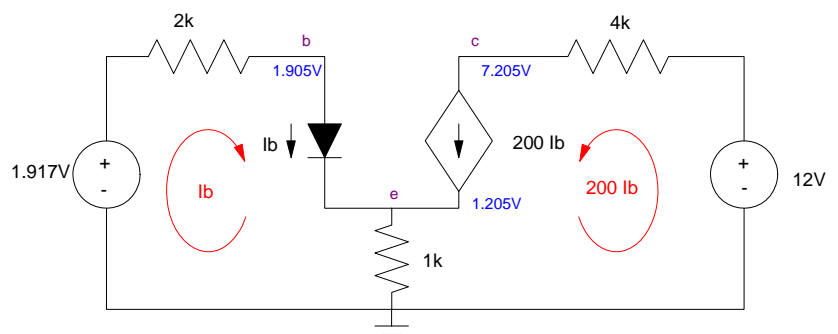 2k
4k
b
c
1.905V
7.205V
1.917V
+
-
Ib
Ib
200 Ib
200 Ib
+
-
12V
e
1.205V
1k